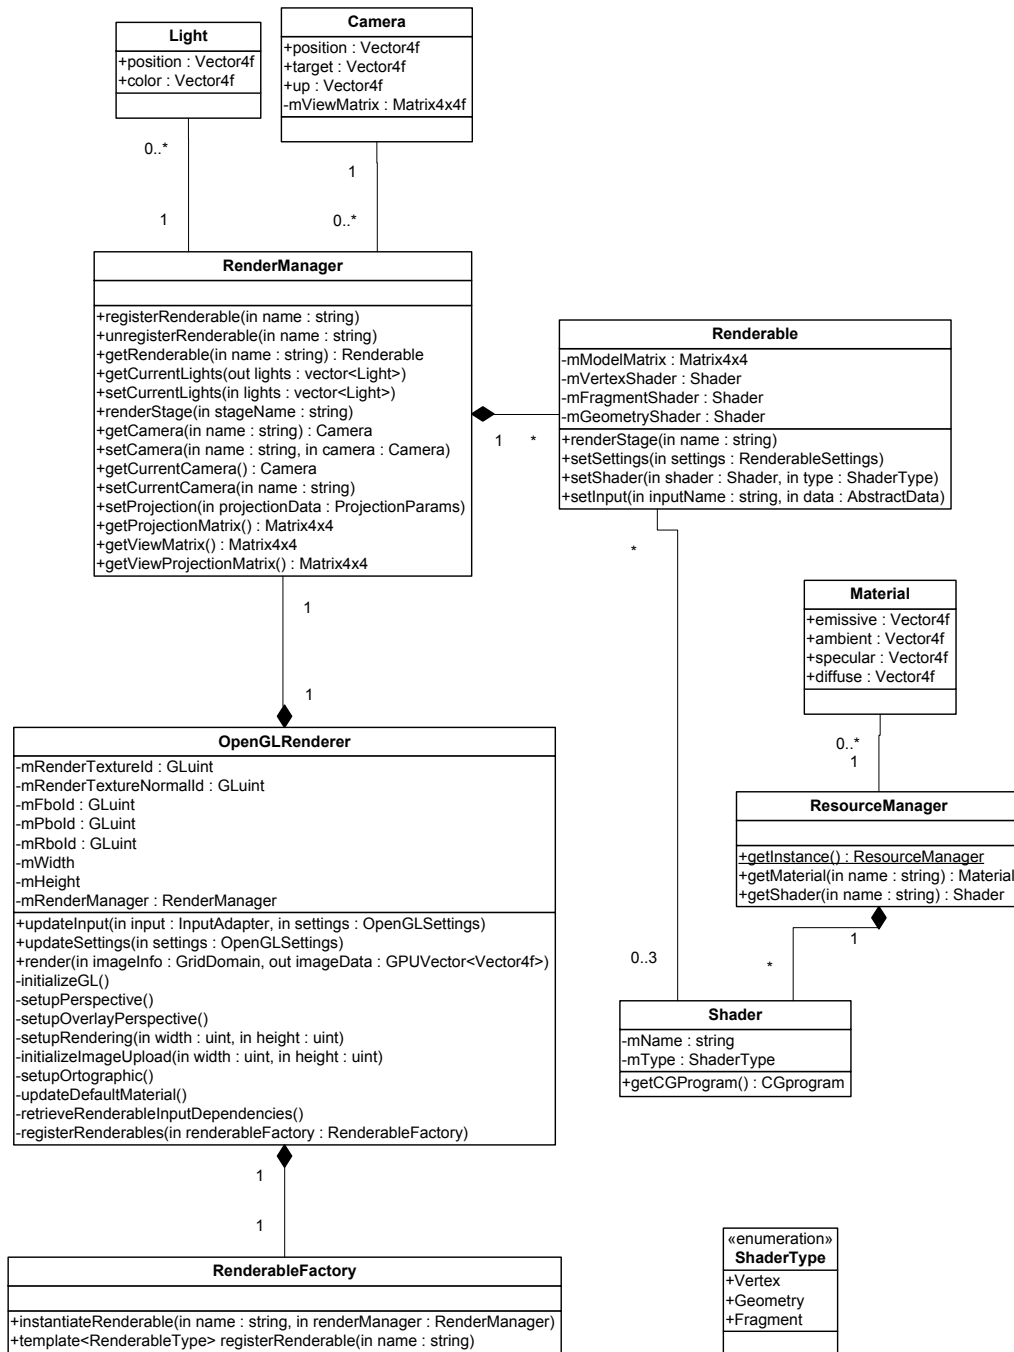 Light
+position : Vector4f
+color : Vector4f
Camera
+position : Vector4f
+target : Vector4f
+up : Vector4f
-mViewMatrix : Matrix4x4f
0..*
1
1
0..*
RenderManager
+registerRenderable(in name : string)
+unregisterRenderable(in name : string)
+getRenderable(in name : string) : Renderable
+getCurrentLights(out lights : vector<Light>)
+setCurrentLights(in lights : vector<Light>)
+renderStage(in stageName : string)
+getCamera(in name : string) : Camera
+setCamera(in name : string, in camera : Camera)
+getCurrentCamera() : Camera
+setCurrentCamera(in name : string)
+setProjection(in projectionData : ProjectionParams)
+getProjectionMatrix() : Matrix4x4
+getViewMatrix() : Matrix4x4
+getViewProjectionMatrix() : Matrix4x4
1
*
Renderable
-mModelMatrix : Matrix4x4
-mVertexShader : Shader
-mFragmentShader : Shader
-mGeometryShader : Shader
+renderStage(in name : string)
+setSettings(in settings : RenderableSettings)
+setShader(in shader : Shader, in type : ShaderType)
+setInput(in inputName : string, in data : AbstractData)
*
0..3
Material
+emissive : Vector4f
+ambient : Vector4f
+specular : Vector4f
+diffuse : Vector4f
0..*
1
ResourceManager
+getInstance() : ResourceManager
+getMaterial(in name : string) : Material
+getShader(in name : string) : Shader
1
*
1
1
OpenGLRenderer
-mRenderTextureId : GLuint
-mRenderTextureNormalId : GLuint
-mFboId : GLuint
-mPboId : GLuint
-mRboId : GLuint
-mWidth
-mHeight
-mRenderManager : RenderManager
+updateInput(in input : InputAdapter, in settings : OpenGLSettings)
+updateSettings(in settings : OpenGLSettings)
+render(in imageInfo : GridDomain, out imageData : GPUVector<Vector4f>)
-initializeGL()
-setupPerspective()
-setupOverlayPerspective()
-setupRendering(in width : uint, in height : uint)
-initializeImageUpload(in width : uint, in height : uint)
-setupOrtographic()
-updateDefaultMaterial()
-retrieveRenderableInputDependencies()
-registerRenderables(in renderableFactory : RenderableFactory)
Shader
-mName : string
-mType : ShaderType
+getCGProgram() : CGprogram
1
1
RenderableFactory
+instantiateRenderable(in name : string, in renderManager : RenderManager)
+template<RenderableType> registerRenderable(in name : string)
«enumeration»
ShaderType
+Vertex
+Geometry
+Fragment